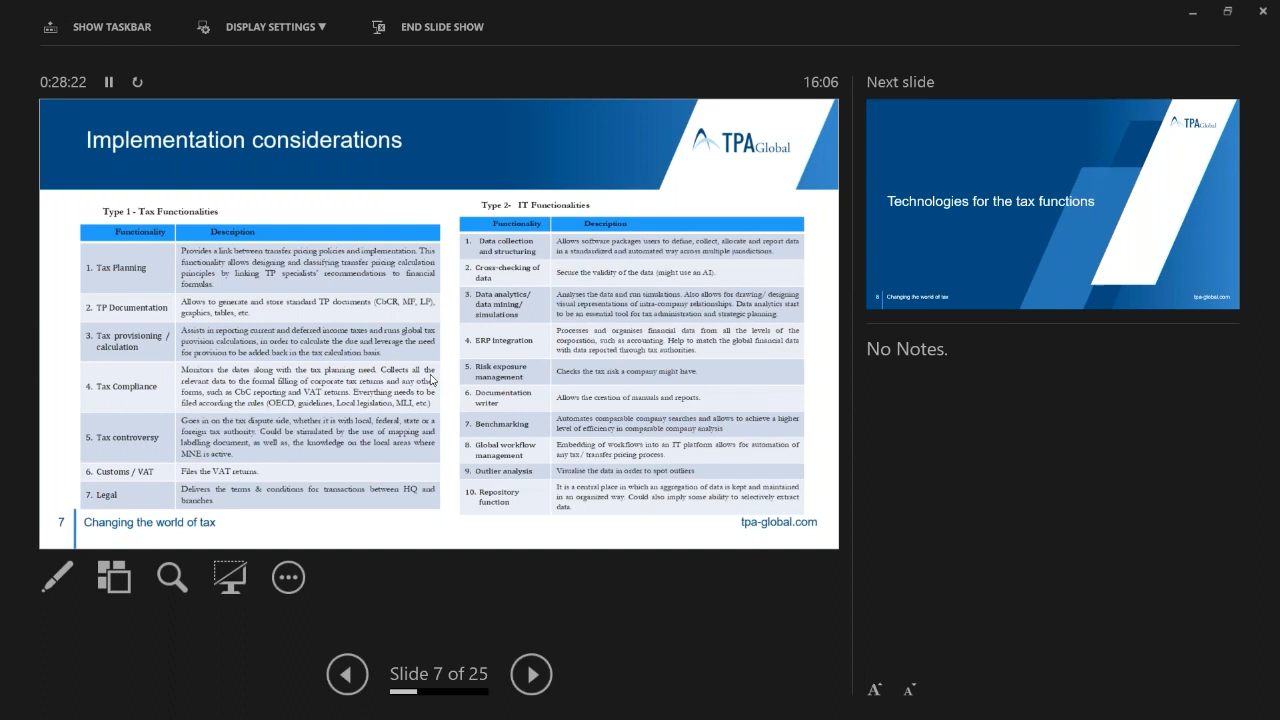 SHOW TASKBAR
DISPLAY SETTINGS ▼
END SLIDE SHOW
0:28:22
16:06
Implementation considerations
TPA Global
Type 1 - Tax Functionalities
Functionality Description
1. Tax Planning
Provides a link between transfer pricing policies and implementation. This
functionality allows designing and classifying transfer pricing calculation
principles by linking TP specialists' recommendations to financial
formulas.
2. TP Documentation
Allows to generate and store standard TP documents (CbCR, MF, LF),
graphics, tables, etc.
3. Tax provisioning /
calculation
Assists in reporting current and deferred income taxes and runs global tax
provision calculations, in order to calculate the due and leverage the need
for provision to be added back in the tax calculation basis.
4. Tax Compliance
Monitors the dates along with the tax planning need. Collects all the
relevant data to the formal filling of corporate tax returns and any other
forms, such as CbC reporting and VAT returns. Everything needs to be
filed according the rules (OECD, guidelines, Local legislation, MLI, etc.)
5. Tax controversy
Goes in on the tax dispute side, whether it is with local, federal, state or a
foreign tax authority. Could be stimulated by the use of mapping and
labelling document, as well as, the knowledge on the local areas where
MNE is active.
6. Customs / VAT
Files the VAT returns.
7. Legal
Delivers the terms & conditions for transactions between HQ and
branches.
Type 2- IT Functionalities
Functionality Description
1. Data collection
and structuring
Allows software packages users to define, collect, allocate and report data
in a standardized and automated way across multiple jurisdictions.
2. Cross-checking of
data
Secure the validity of the data (might use an AI).
3. Data analytics/
data mining/
simulations
Analyses the data and run simulations. Also allows for drawing/ designing
visual representations of intra-company relationships. Data analytics start
to be an essential tool for tax administration and strategic planning.
4. ERP integration
Processes and organises financial data from all the levels of the
corporation, such as accounting. Help to match the global financial data
with data reported through tax authorities.
5. Risk exposure
management
Checks the tax risk a company might have.
6. Documentation
writer
Allows the creation of manuals and reports.
7. Benchmarking
Automates comparable company searches and allows to achieve a higher
level of efficiency in comparable company analysis
8. Global workflow
management
Embedding of workflows into an IT platform allows for automation of
any tax/ transfer pricing process.
9. Outlier analysis
Visualise the data in order to spot outliers
10. Repository
function
It is a central place in which an aggregation of data is kept and maintained
in an organized way. Could also imply some ability to selectively extract
data.
7 Changing the world of tax
tpa-global.com
Slide 7 of 25
Next slide
TPA Global
Technologies for the tax functions
8 Changing the world of tax
tpa-global.com
No Notes.
A A